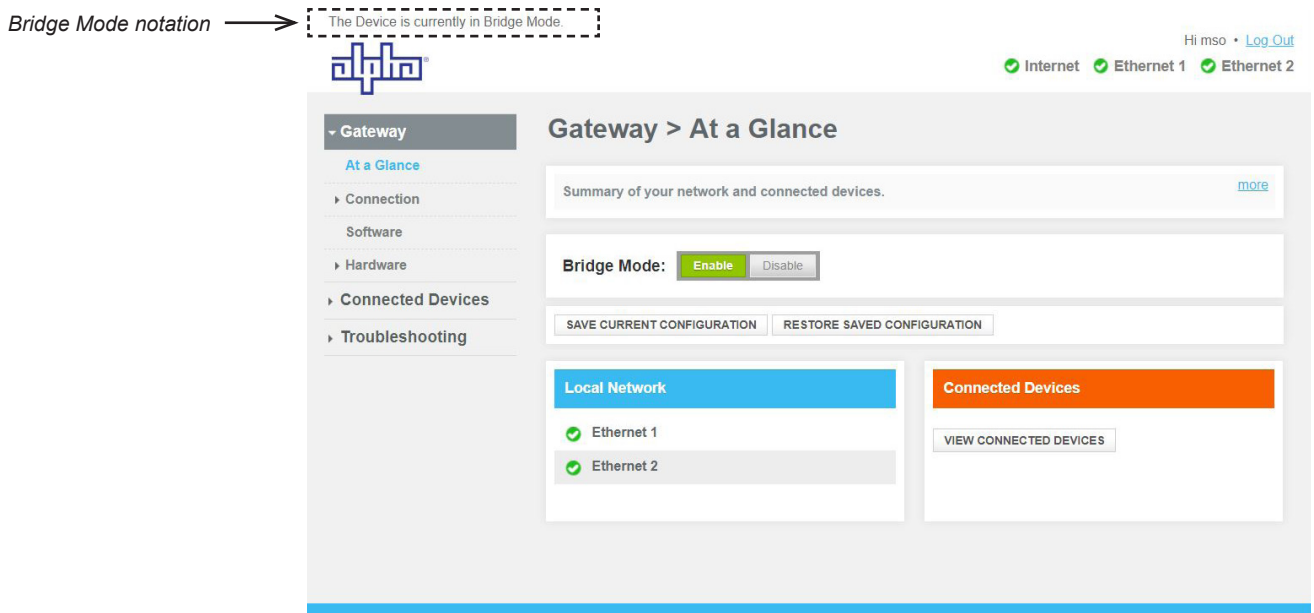 Bridge Mode notation
The Device is currently in Bridge Mode.
alpha®
Hi mso • Log Out
Internet Ethernet 1 Ethernet 2
Gateway
At a Glance
Connection
Software
Hardware
Connected Devices
Troubleshooting
Gateway > At a Glance
Summary of your network and connected devices.
more
Bridge Mode: Enable Disable
SAVE CURRENT CONFIGURATION RESTORE SAVED CONFIGURATION
Local Network
Ethernet 1
Ethernet 2
Connected Devices
VIEW CONNECTED DEVICES